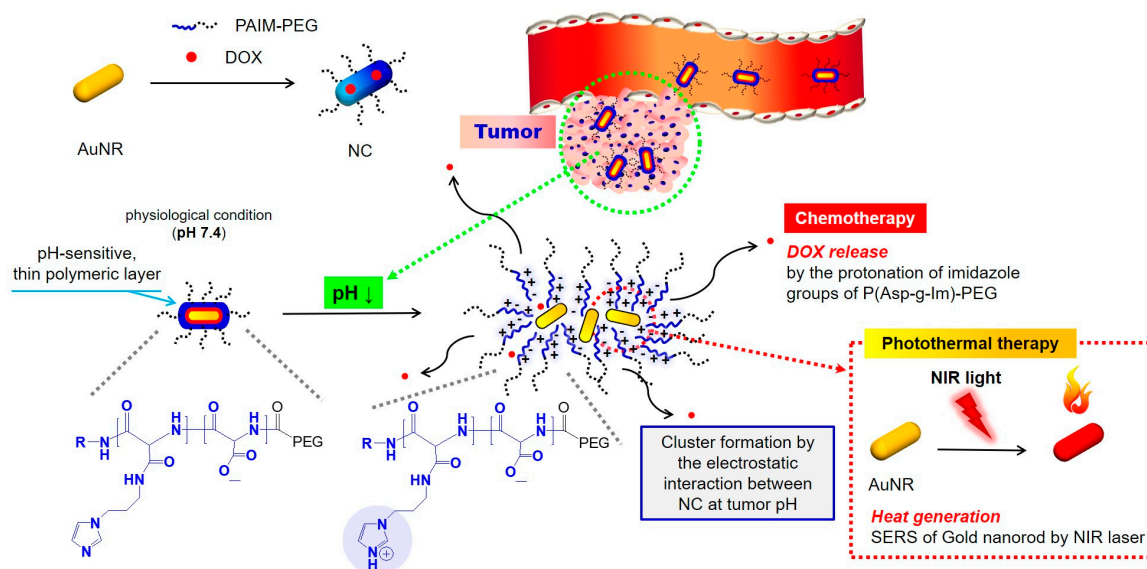 PAIM-PEG
DOX
AuNR
NC
Tumor
physiological condition
(pH 7.4)
pH-sensitive,
thin polymeric layer
pH ↓
Chemotherapy
DOX release
by the protonation of imidazole
groups of P(Asp-g-Im)-PEG
Photothermal therapy
NIR light
AuNR
Heat generation
SERS of Gold nanorod by NIR laser
Cluster formation by
the electrostatic
interaction between
NC at tumor pH
R
N
H
O
O
H
N
O
O
O
H
N
O
PEG
HN
N
N
R
N
H
O
O
H
N
O
O
O
H
N
O
PEG
HN
N
N
H
+